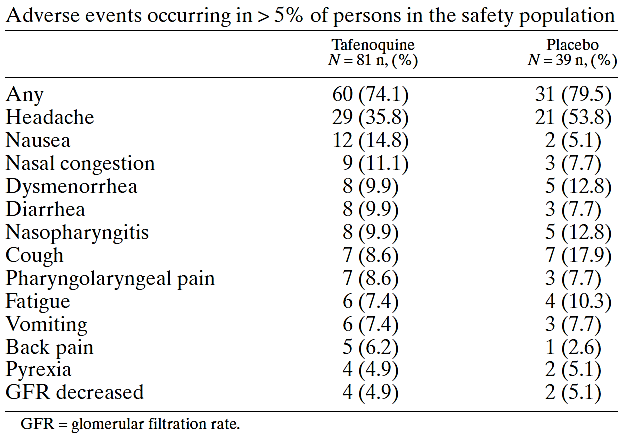 Adverse events occurring in > 5% of persons in the safety population
Tafenoquine Placebo
N = 81 n, (%) N = 39 n, (%)
Any 60 (74.1) 31 (79.5)
Headache 29 (35.8) 21 (53.8)
Nausea 12 (14.8) 2 (5.1)
Nasal congestion 9 (11.1) 3 (7.7)
Dysmenorrhea 8 (9.9) 5 (12.8)
Diarrhea 8 (9.9) 3 (7.7)
Nasopharyngitis 8 (9.9) 5 (12.8)
Cough 7 (8.6) 7 (17.9)
Pharyngolaryngeal pain 7 (8.6) 3 (7.7)
Fatigue 6 (7.4) 4 (10.3)
Vomiting 6 (7.4) 3 (7.7)
Back pain 5 (6.2) 1 (2.6)
Pyrexia 4 (4.9) 2 (5.1)
GFR decreased 4 (4.9) 2 (5.1)
GFR = glomerular filtration rate.